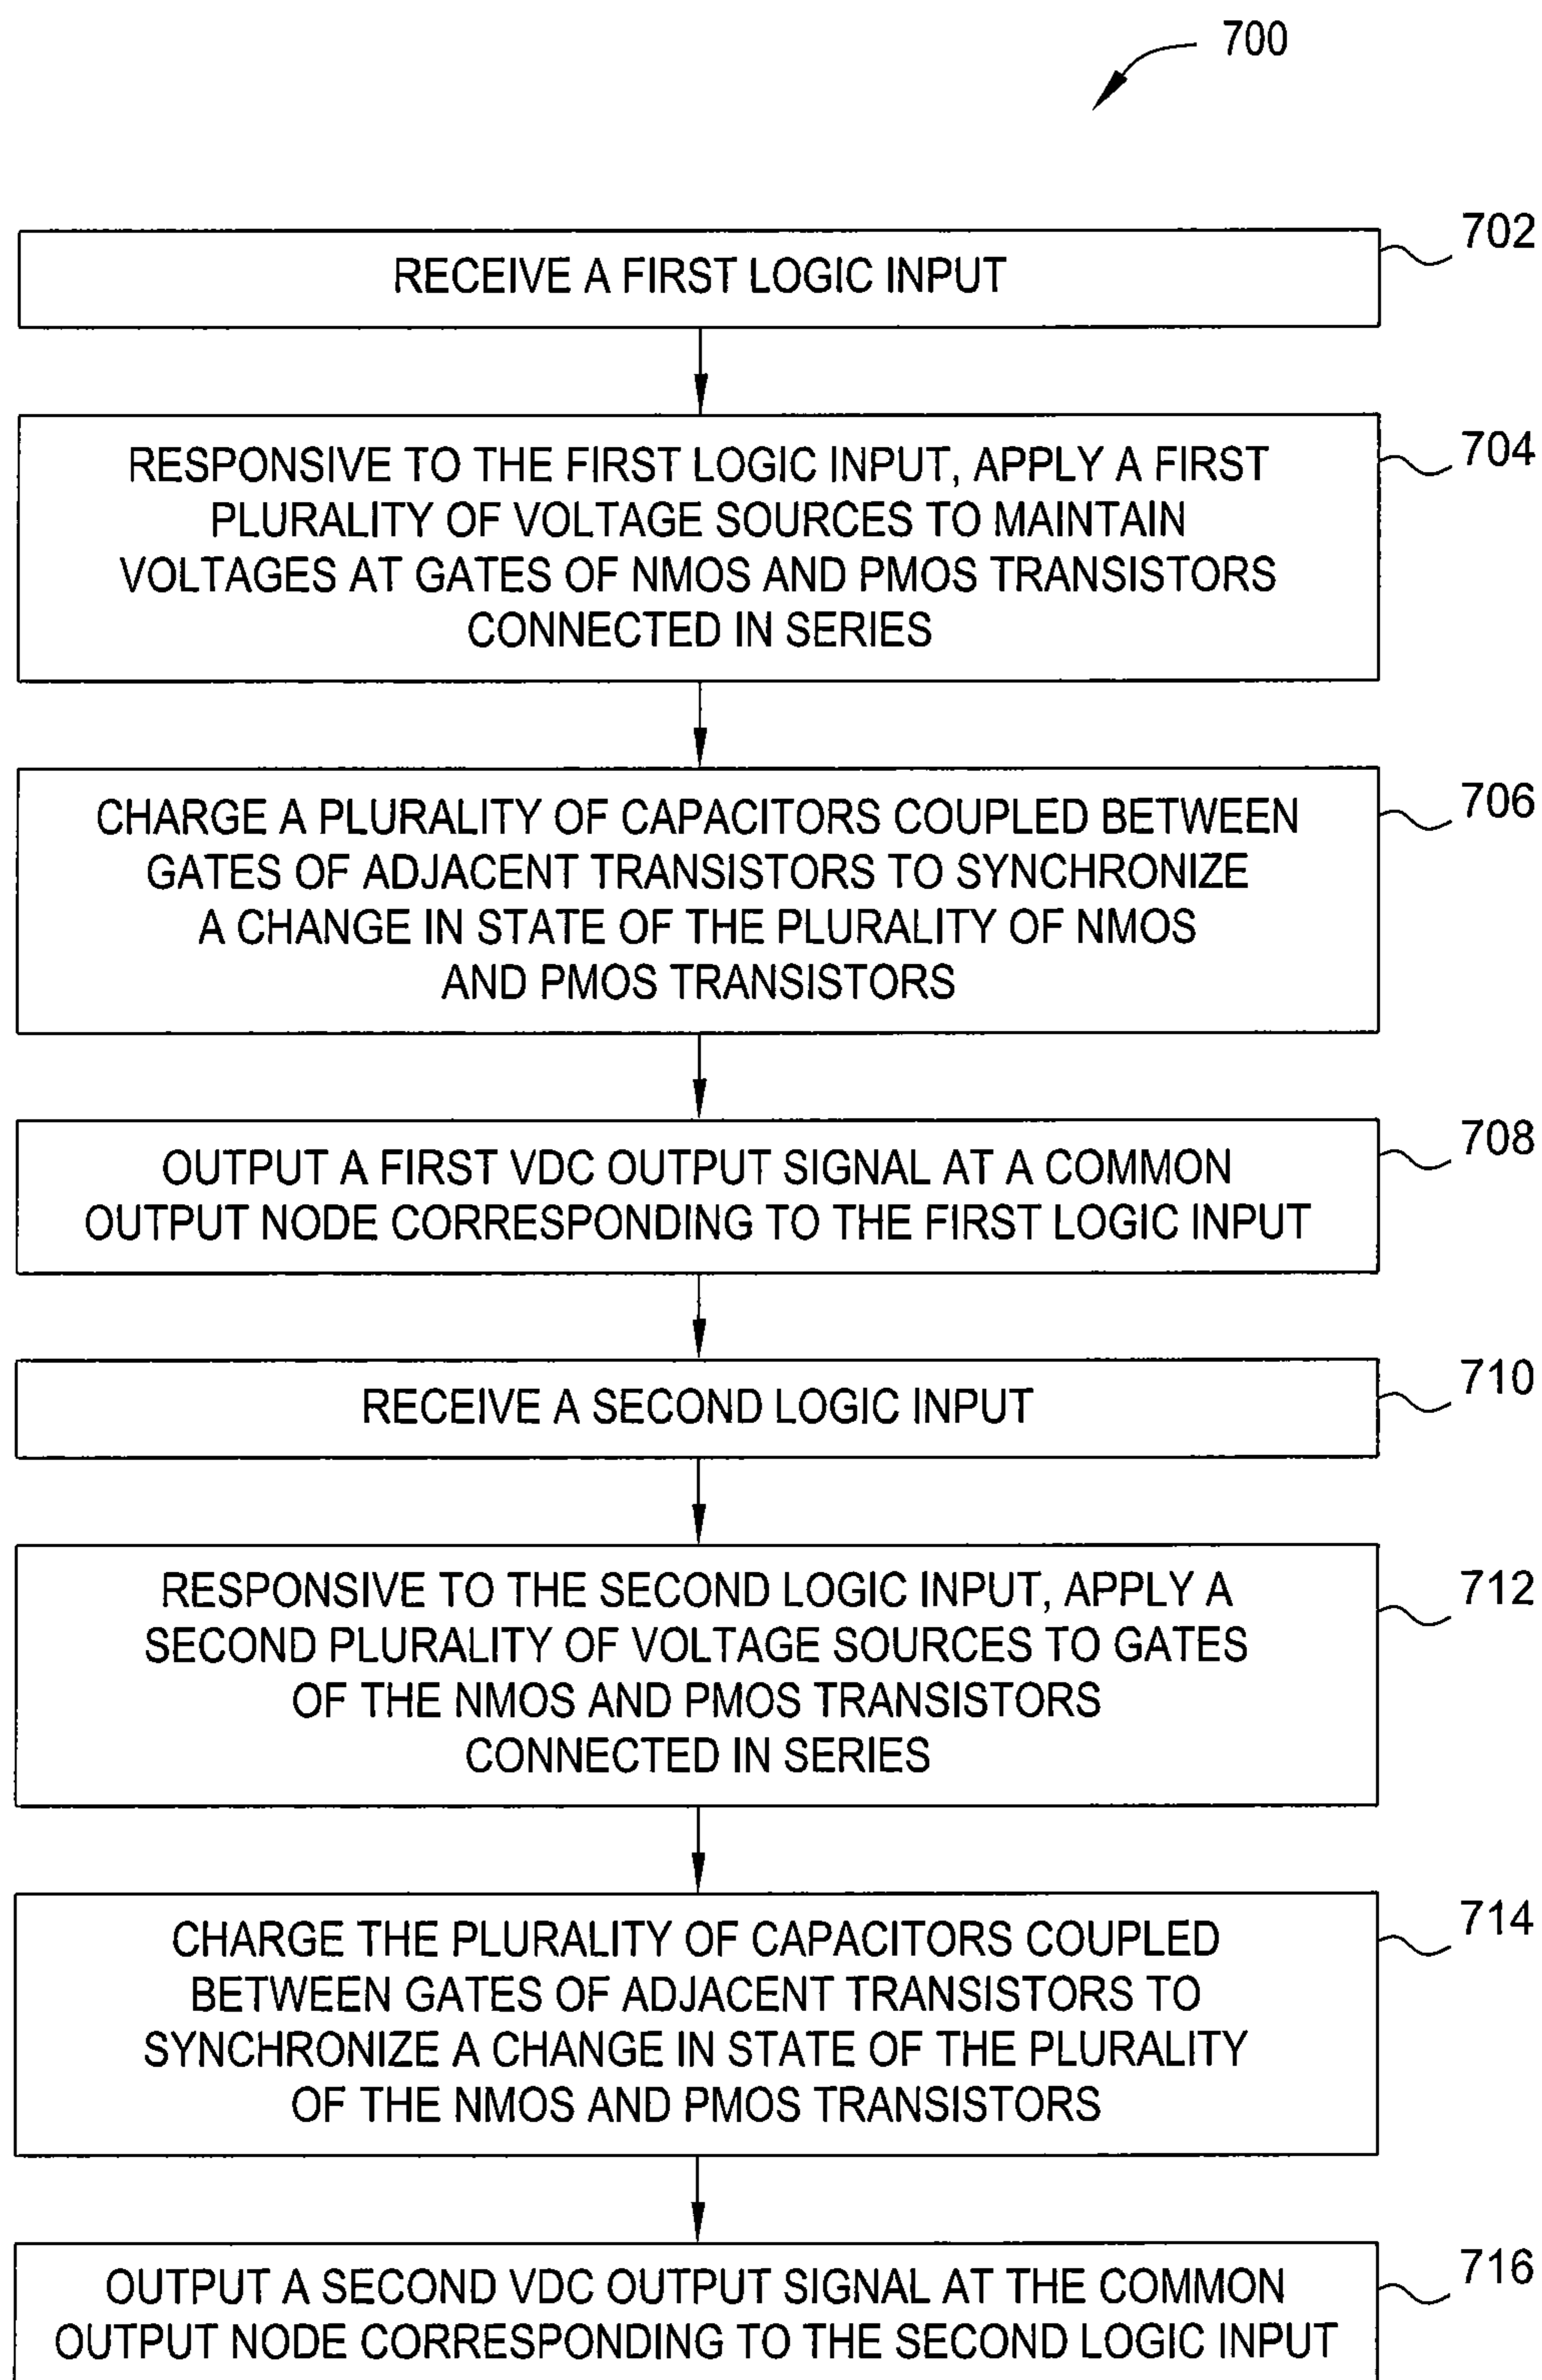 700
702
RECEIVE A FIRST LOGIC INPUT
704
RESPONSIVE TO THE FIRST LOGIC INPUT, APPLY A FIRST
PLURALITY OF VOLTAGE SOURCES TO MAINTAIN
VOLTAGES AT GATES OF NMOS AND PMOS TRANSISTORS
CONNECTED IN SERIES
706
CHARGE A PLURALITY OF CAPACITORS COUPLED BETWEEN
GATES OF ADJACENT TRANSISTORS TO SYNCHRONIZE
A CHANGE IN STATE OF THE PLURALITY OF NMOS
AND PMOS TRANSISTORS
708
OUTPUT A FIRST VDC OUTPUT SIGNAL AT A COMMON
OUTPUT NODE CORRESPONDING TO THE FIRST LOGIC INPUT
710
RECEIVE A SECOND LOGIC INPUT
712
RESPONSIVE TO THE SECOND LOGIC INPUT, APPLY A
SECOND PLURALITY OF VOLTAGE SOURCES TO GATES
OF THE NMOS AND PMOS TRANSISTORS
CONNECTED IN SERIES
714
CHARGE THE PLURALITY OF CAPACITORS COUPLED
BETWEEN GATES OF ADJACENT TRANSISTORS TO
SYNCHRONIZE A CHANGE IN STATE OF THE PLURALITY
OF THE NMOS AND PMOS TRANSISTORS
716
OUTPUT A SECOND VDC OUTPUT SIGNAL AT THE COMMON
OUTPUT NODE CORRESPONDING TO THE SECOND LOGIC INPUT